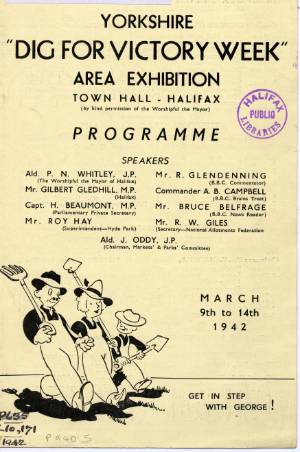 YORKSHIRE
"DIG FOR VICTORY WEEK"
AREA EXHIBITION
TOWN HALL - HALIFAX
(by kind permission of the Worshipful the Mayor)
HALIFAX
PUBLIC
LIBRARIES
PROGRAMME
SPEAKERS
Ald. P. N. WHITLEY, J.P.
(The Worshipful the Mayor of Halifax)
Mr. GILBERT GLEDHILL, M.P.
(Halifax)
Capt. H. BEAUMONT, M.P.
(Parliamentary Private Secretary)
Mr. ROY HAY
(Superintendent—Hyde Park)
Mr. R. GLENDENNING
(B.B.C. Commentator)
Commander A. B. CAMPBELL
(B.B.C. Brains Trust)
Mr. BRUCE BELFRAGE
(B.B.C. News Reader)
Mr. R. W. GILES
(Secretary—National Allotments Federation)
Ald. J. ODDY, J.P.
(Chairman, Markets' & Parks' Committee)
MARCH
9th to 14th
1942
GET IN STEP
WITH GEORGE!
P635
1942